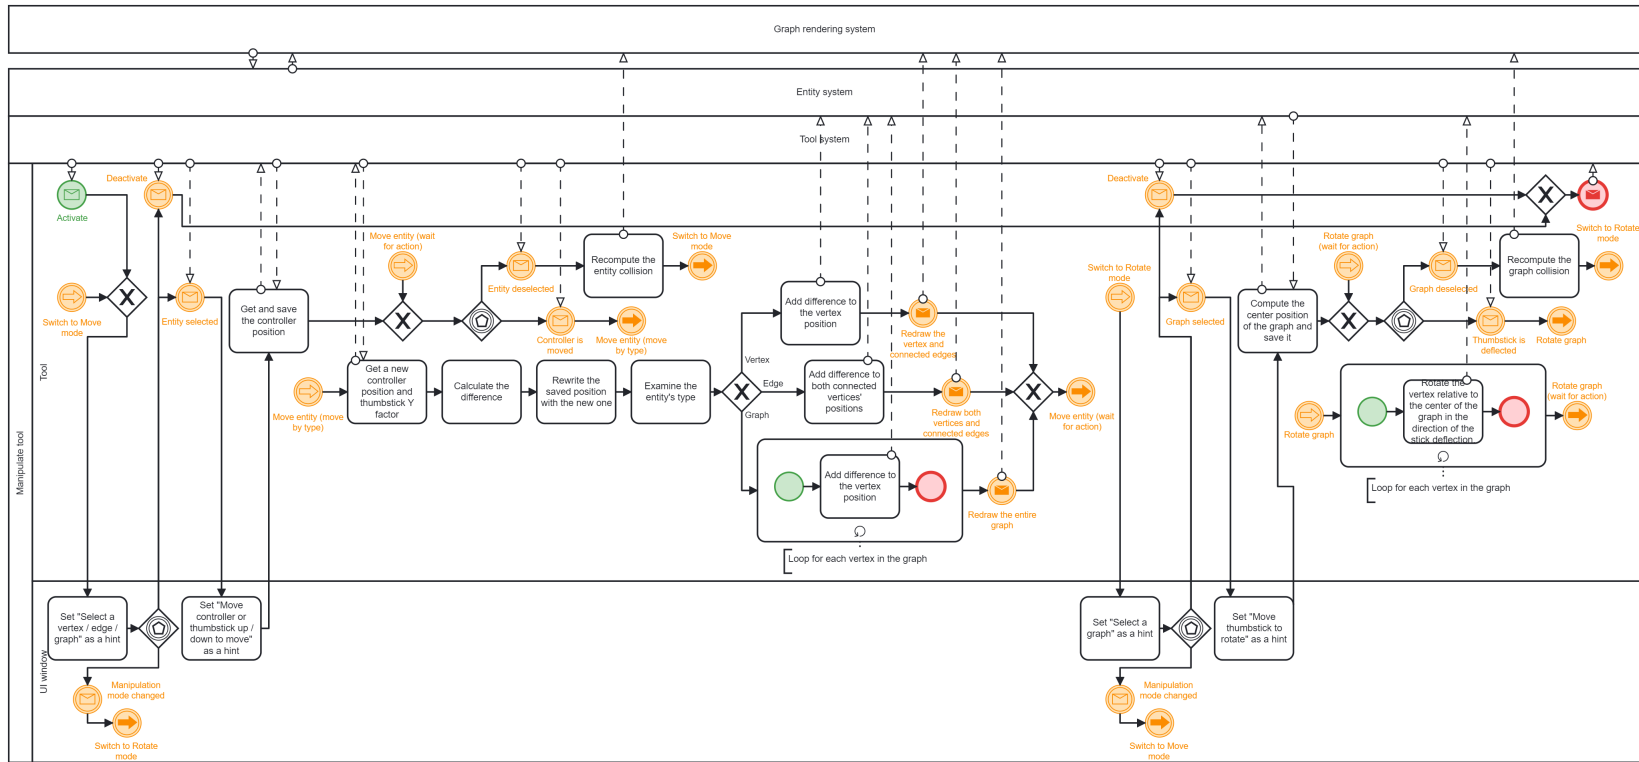 Graph rendering system
Entity system
Tool system
Manipulate tool
Tool
UI window
Activate
Deactivate
Switch to Move
mode
Entity selected
Get and save
the controller
position
Move entity (wait
for action)
Entity deselected
Recompute the
entity collision
Switch to Move
mode
Controller is
moved
Move entity (move
by type)
Move entity (move
by type)
Get a new
controller
position and
thumbstick Y
factor
Calculate the
difference
Rewrite the
saved position
with the new one
Examine the
entity's type
Vertex
Edge
Graph
Add difference to
the vertex
position
Redraw the
vertex and
connected edges
Add difference to
both connected
vertices'
positions
Redraw both
vertices and
connected edges
Move entity (wait
for action)
Add difference to
the vertex
position
Redraw the entire
graph
Loop for each vertex in the graph
Set "Select a
vertex / edge /
graph" as a hint
Set "Move
controller or
thumbstick up /
down to move"
as a hint
Manipulation
mode changed
Switch to Rotate
mode
Deactivate
Switch to Rotate
mode
Graph selected
Compute the
center position
of the graph and
save it
Rotate graph
(wait for action)
Graph deselected
Recompute the
graph collision
Switch to Rotate
mode
Thumbstick is
deflected
Rotate graph
Rotate graph
Rotate the
vertex relative to
the center of the
graph in the
direction of the
stick deflection
Rotate graph
(wait for action)
Loop for each vertex in the graph
Set "Select a
graph" as a hint
Set "Move
thumbstick to
rotate" as a hint
Manipulation
mode changed
Switch to Move
mode